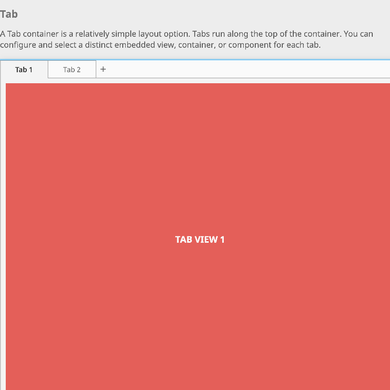 Tab
A Tab container is a relatively simple layout option. Tabs run along the top of the container. You can
configure and select a distinct embedded view, container, or component for each tab.
Tab 1 Tab 2 +
TAB VIEW 1